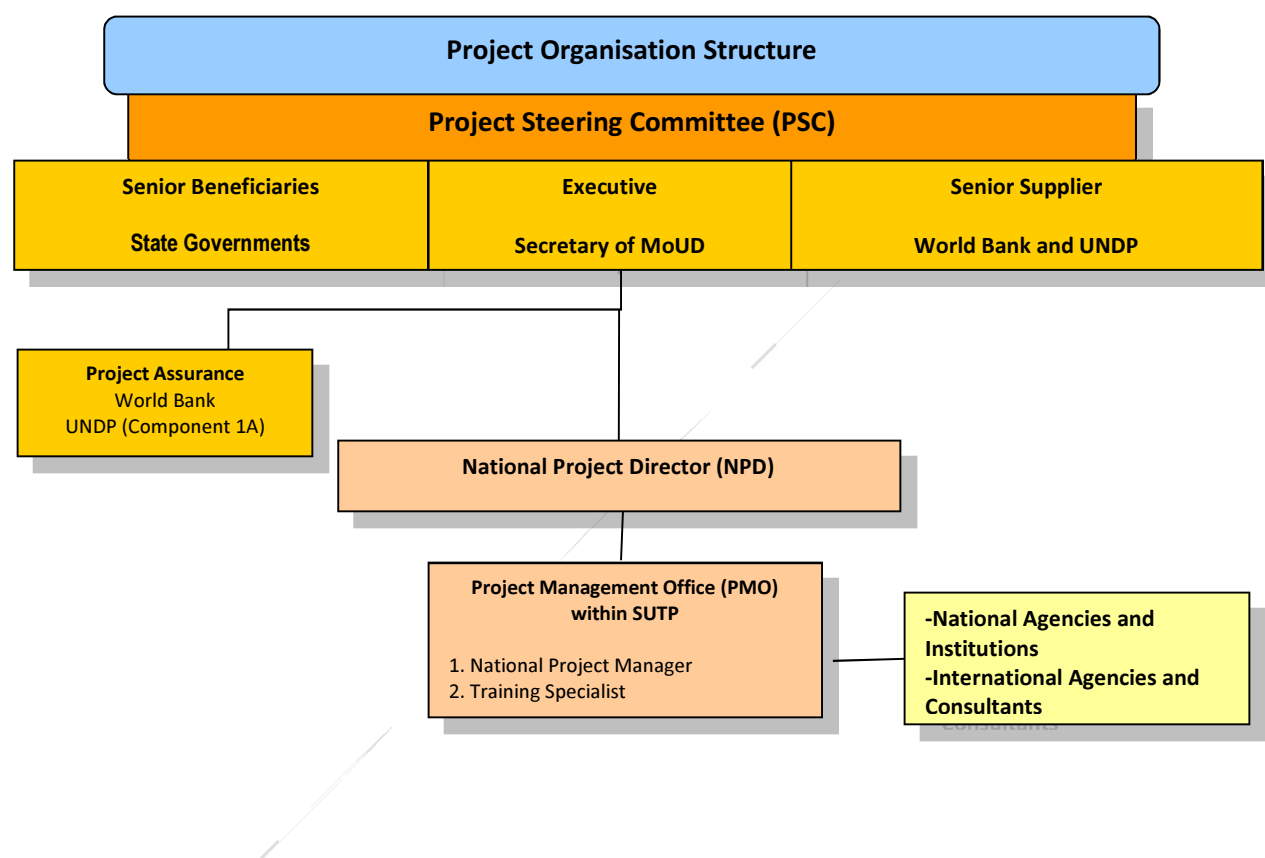 Project Organisation Structure
Project Steering Committee (PSC)
Senior Beneficiaries
State Governments
Executive
Secretary of MoUD
Senior Supplier
World Bank and UNDP
Project Assurance
World Bank
UNDP (Component 1A)
National Project Director (NPD)
Project Management Office (PMO)
within SUTP
1. National Project Manager
2. Training Specialist
-National Agencies and
Institutions
-International Agencies and
Consultants